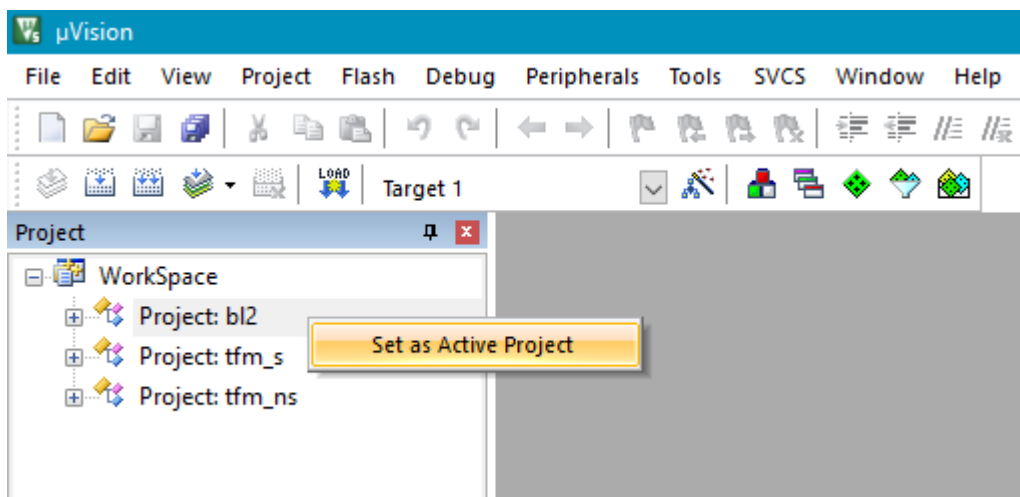 µVision
File Edit View Project Flash Debug Peripherals Tools SVCS Window Help
LOAD Target 1
Project
WorkSpace
Project: bl2
Set as Active Project
Project: tfm_s
Project: tfm_ns